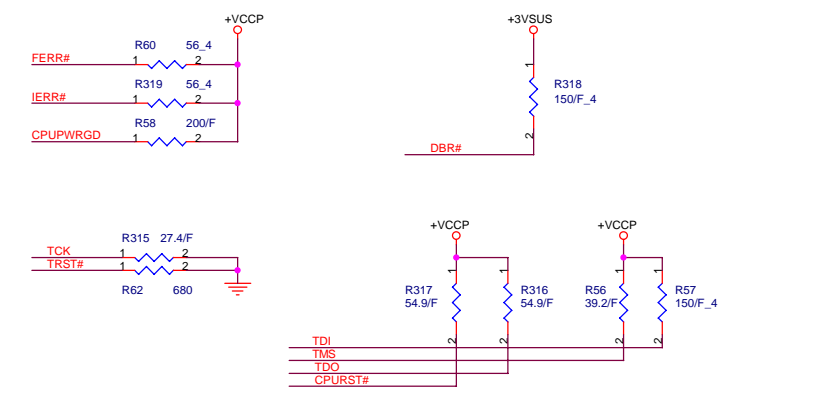 +VCCP
+3VSUS
R60 56_4
FERR# 1 2
R319 56_4
IERR# 1 2
R58 200/F
CPUPWRGD 1 2
1
R318
150/F_4
2
DBR#
R315 27.4/F
TCK 1 2
TRST# 1 2
R62 680
+VCCP
+VCCP
1 1 1 1
R317 R316 R56 R57
54.9/F 54.9/F 39.2/F 150/F_4
2 2 2 2
TDI
TMS
TDO
CPURST#